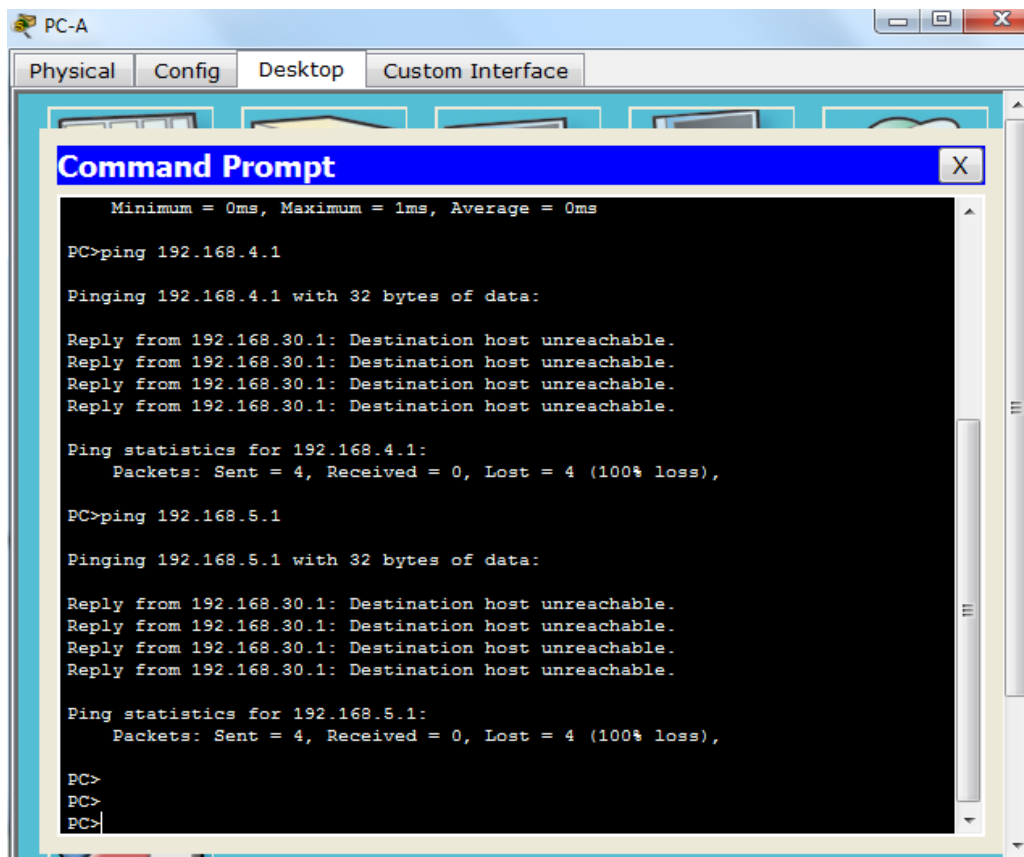 PC-A
Physical Config Desktop Custom Interface
Command Prompt
X
Minimum = 0ms, Maximum = 1ms, Average = 0ms
PC>ping 192.168.4.1
Pinging 192.168.4.1 with 32 bytes of data:
Reply from 192.168.30.1: Destination host unreachable.
Reply from 192.168.30.1: Destination host unreachable.
Reply from 192.168.30.1: Destination host unreachable.
Reply from 192.168.30.1: Destination host unreachable.
Ping statistics for 192.168.4.1:
Packets: Sent = 4, Received = 0, Lost = 4 (100% loss),
PC>ping 192.168.5.1
Pinging 192.168.5.1 with 32 bytes of data:
Reply from 192.168.30.1: Destination host unreachable.
Reply from 192.168.30.1: Destination host unreachable.
Reply from 192.168.30.1: Destination host unreachable.
Reply from 192.168.30.1: Destination host unreachable.
Ping statistics for 192.168.5.1:
Packets: Sent = 4, Received = 0, Lost = 4 (100% loss),
PC>
PC>
PC>